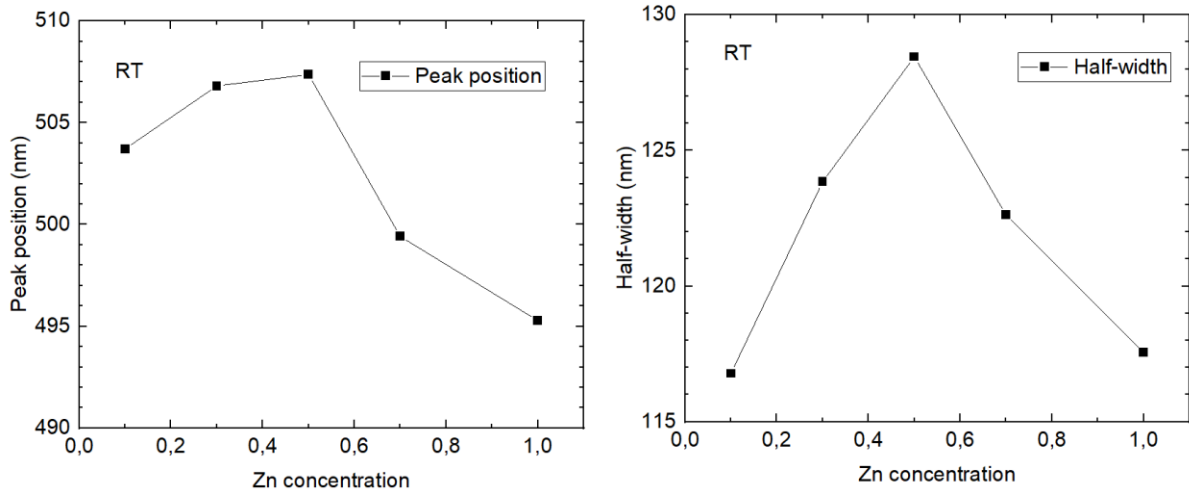 510
505
500
495
490
Peak position (nm)
RT
Peak position
0,0
0,2
0,4
0,6
0,8
1,0
Zn concentration
130
125
120
115
Half-width (nm)
RT
Half-width
0,0
0,2
0,4
0,6
0,8
1,0
Zn concentration